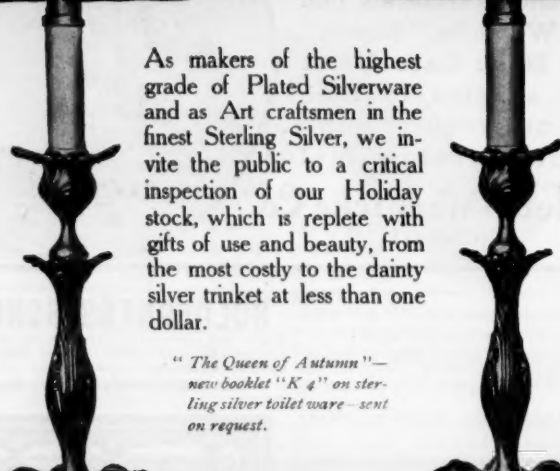 As makers of the highest
grade of Plated Silverware
and as Art craftsmen in the
finest Sterling Silver, we in-
vite the public to a critical
inspection of our Holiday
stock, which is replete with
gifts of use and beauty, from
the most costly to the dainty
silver trinket at less than one
dollar.
" The Queen of Autumn "—
new booklet "K 4" on ster-
ling silver toilet ware—sent
on request.